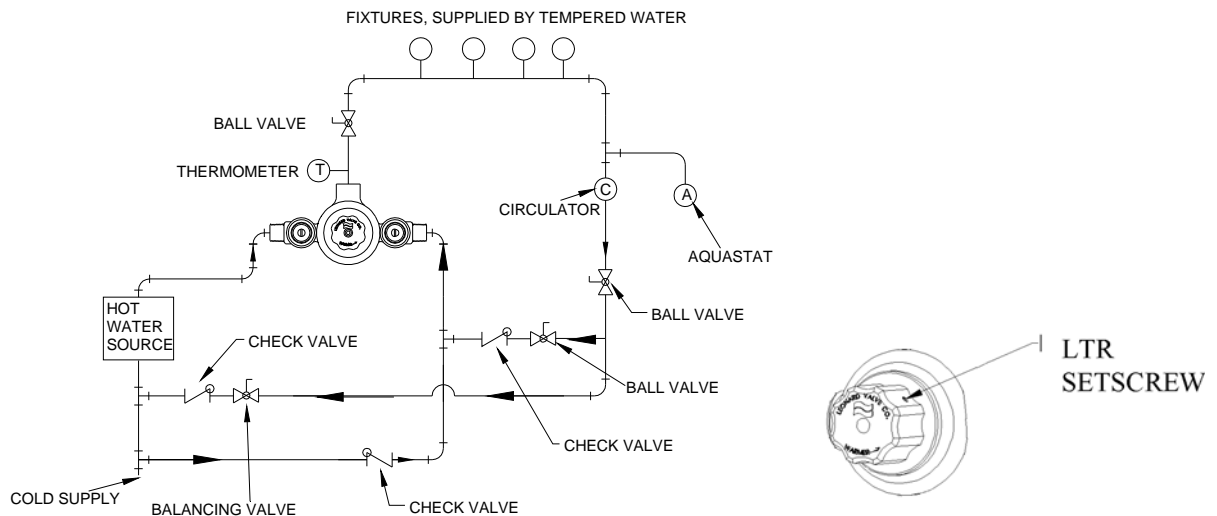 FIXTURES, SUPPLIED BY TEMPERED WATER
BALL VALVE
THERMOMETER
T
CIRCULATOR
C
A
AQUASTAT
HOT
WATER
SOURCE
CHECK VALVE
BALL VALVE
BALL VALVE
CHECK VALVE
COLD SUPPLY
BALANCING VALVE
CHECK VALVE
LTR
SETSCREW
LEONARD VALVE CO.
WARMER